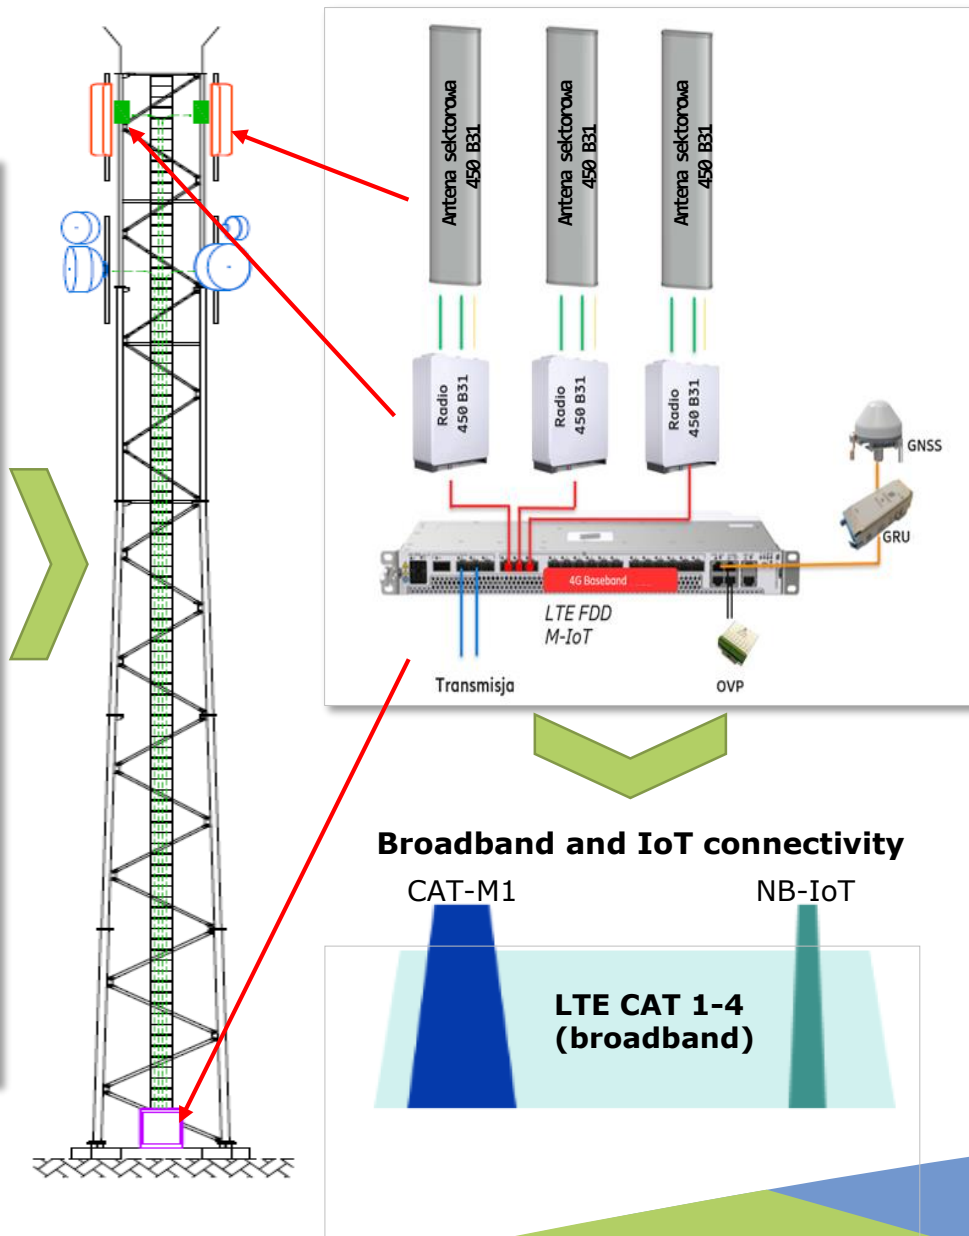 Antena sektorowa
450 B31
Antena sektorowa
450 B31
Antena sektorowa
450 B31
Radio
450 B31
Radio
450 B31
Radio
450 B31
GNSS
GRU
4G Baseband
LTE FDD
M-IoT
Transmisja
OVP
Broadband and IoT connectivity
CAT-M1
NB-IoT
LTE CAT 1-4
(broadband)